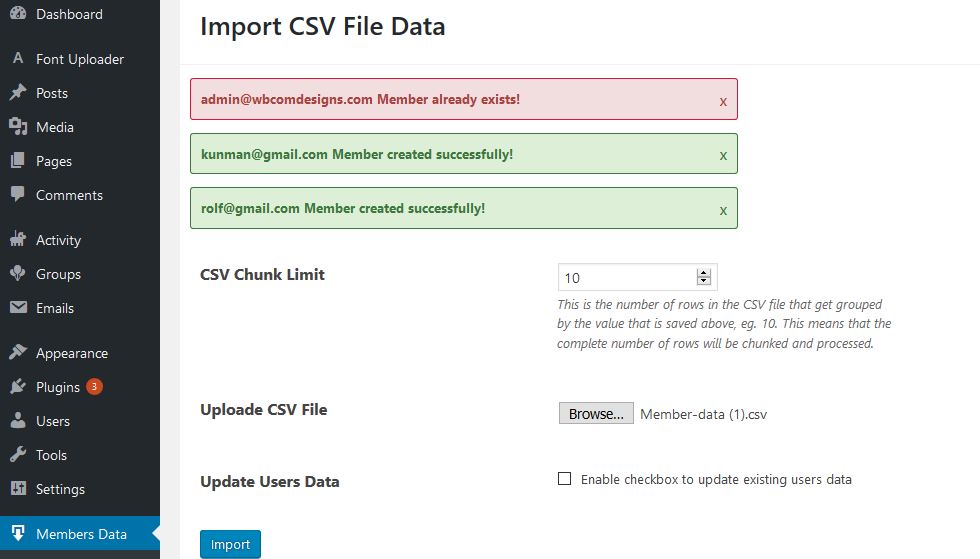 Dashboard
Font Uploader
Posts
Media
Pages
Comments
Activity
Groups
Emails
Appearance
Plugins 3
Users
Tools
Settings
Members Data
Import CSV File Data
admin@wbcomdesigns.com Member already exists! x
kunman@gmail.com Member created successfully! x
rolf@gmail.com Member created successfully! x
CSV Chunk Limit
10
This is the number of rows in the CSV file that get grouped
by the value that is saved above, eg. 10. This means that the
complete number of rows will be chunked and processed.
Uploade CSV File
Browse... Member-data (1).csv
Update Users Data
Enable checkbox to update existing users data
Import